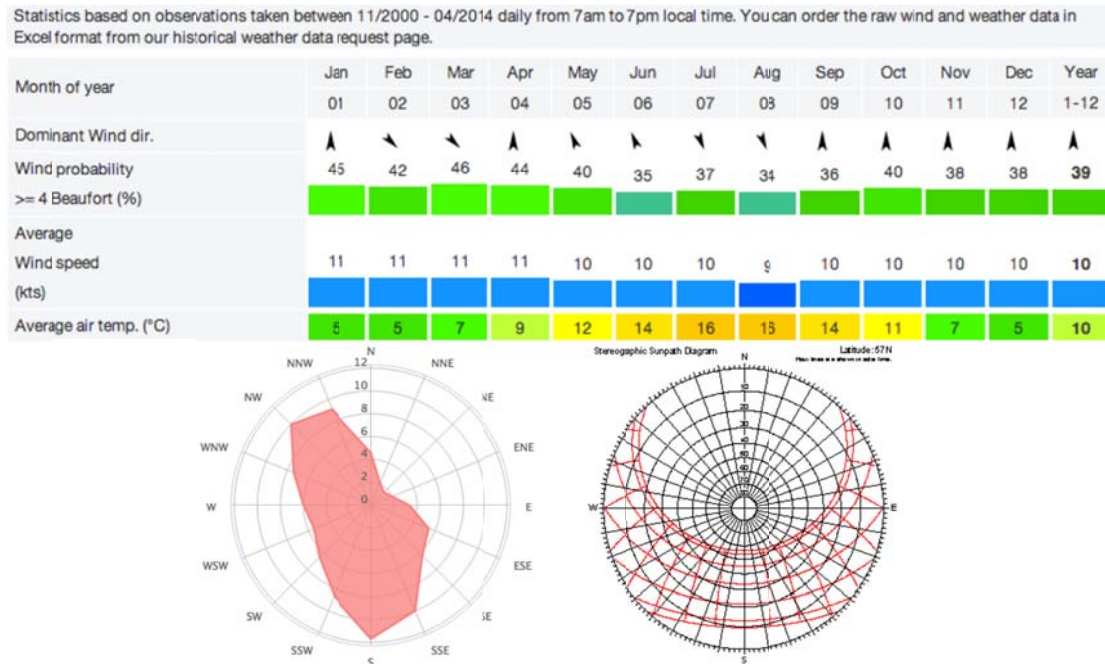 Statistics based on observations taken between 11/2000 - 04/2014 daily from 7am to 7pm local time. You can order the raw wind and weather data in
Excel format from our historical weather data request page.
Month of year Jan Feb Mar Apr May Jun Jul Aug Sep Oct Nov Dec Year
01 02 03 04 05 06 07 08 09 10 11 12 1-12
Dominant Wind dir.
Wind probability 45 42 46 44 40 35 37 34 36 40 38 38 39
>= 4 Beaufort (%)
Average
Wind speed 11 11 11 11 10 10 10 9 10 10 10 10 10
(kts)
Average air temp. (°C) 5 5 7 9 12 14 16 16 14 11 7 5 10
N
NNE
NE
ENE
E
ESE
SE
SSE
S
SSW
SW
WSW
W
WNW
NW
NNW
12
10
8
6
4
2
0
Stereographic Sunpath Diagram
Latitude: 57N
N
W
E
S